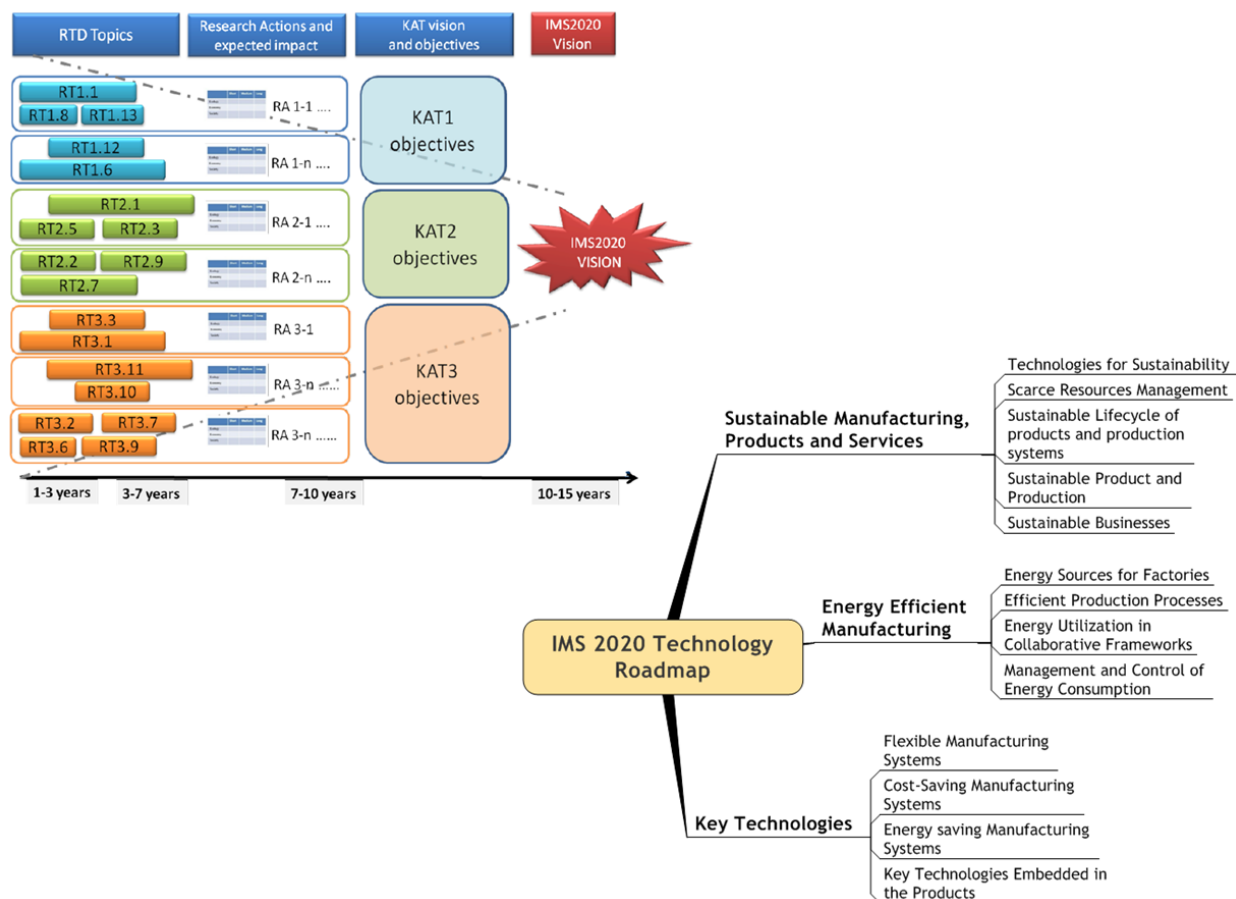 RTD Topics
Research Actions and
expected impact
KAT vision
and objectives
IMS2020
Vision
RT1.1
RT1.8
RT1.13
RA 1-1 ....
RT1.12
RT1.6
RA 1-n ....
KAT1
objectives
RT2.1
RT2.5
RT2.3
RA 2-1 ....
RT2.2
RT2.9
RT2.7
RA 2-n ....
KAT2
objectives
IMS2020
VISION
RT3.3
RT3.1
RA 3-1
RT3.11
RT3.10
RA 3-n ......
RT3.2
RT3.7
RT3.6
RT3.9
RA 3-n ......
KAT3
objectives
1-3 years
3-7 years
7-10 years
10-15 years
IMS 2020 Technology
Roadmap
Sustainable Manufacturing,
Products and Services
Technologies for Sustainability
Scarce Resources Management
Sustainable Lifecycle of
products and production
systems
Sustainable Product and
Production
Sustainable Businesses
Energy Efficient
Manufacturing
Energy Sources for Factories
Efficient Production Processes
Energy Utilization in
Collaborative Frameworks
Management and Control of
Energy Consumption
Key Technologies
Flexible Manufacturing
Systems
Cost-Saving Manufacturing
Systems
Energy saving Manufacturing
Systems
Key Technologies Embedded in
the Products